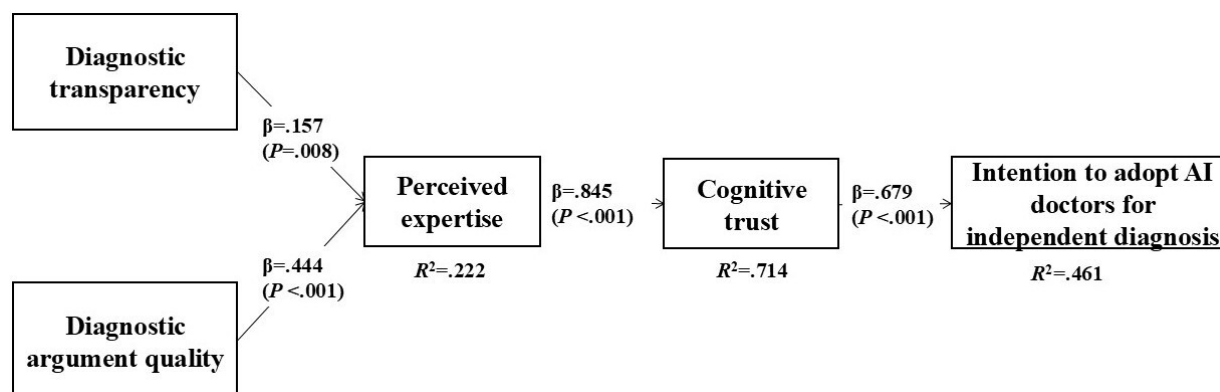 Diagnostic
transparency
β=.157
(P=.008)
Perceived
expertise
R²=.222
β=.444
(P <.001)
Diagnostic
argument quality
β=.845
(P <.001)
Cognitive
trust
R²=.714
β=.679
(P <.001)
Intention to adopt AI
doctors for
independent diagnosis
R²=.461